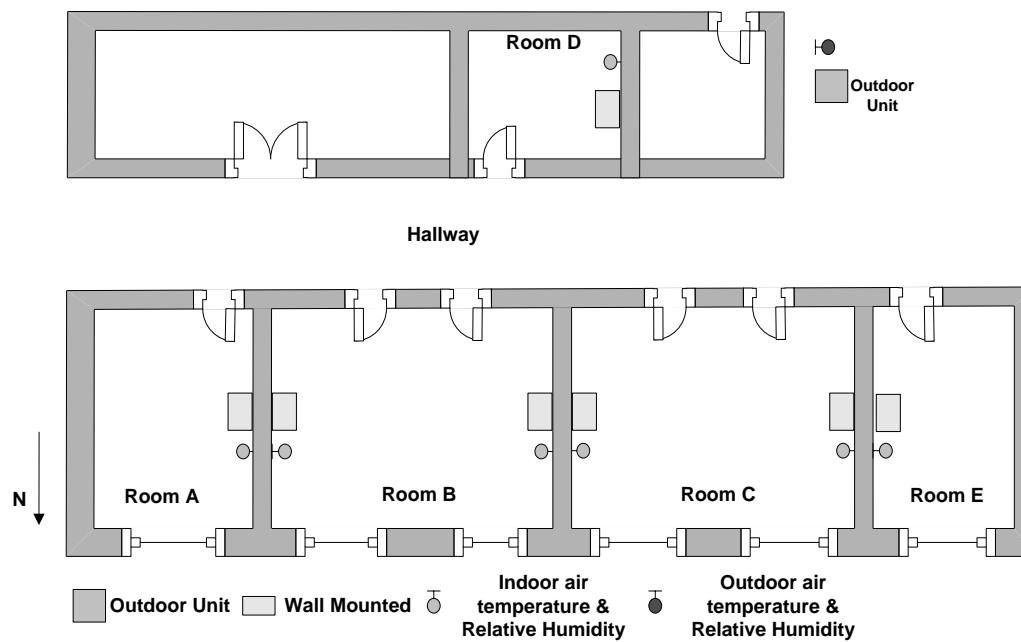 Room D
Outdoor
Unit
Hallway
N
Room A
Room B
Room C
Room E
Outdoor Unit
Wall Mounted
Indoor air
temperature &
Relative Humidity
Outdoor air
temperature &
Relative Humidity